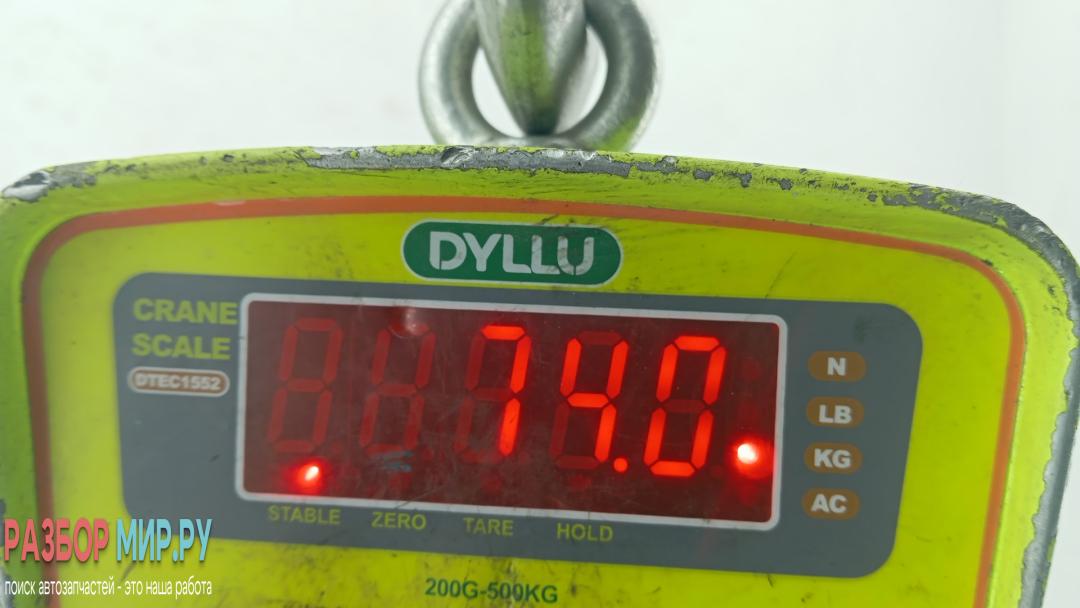 DYLLU
CRANE
SCALE
DTEC1552
74.0
N
LB
KG
AC
STABLE ZERO TARE HOLD
200G-500KG
РАЗБОР МИР.РУ
поиск автозапчастей - это наша работа